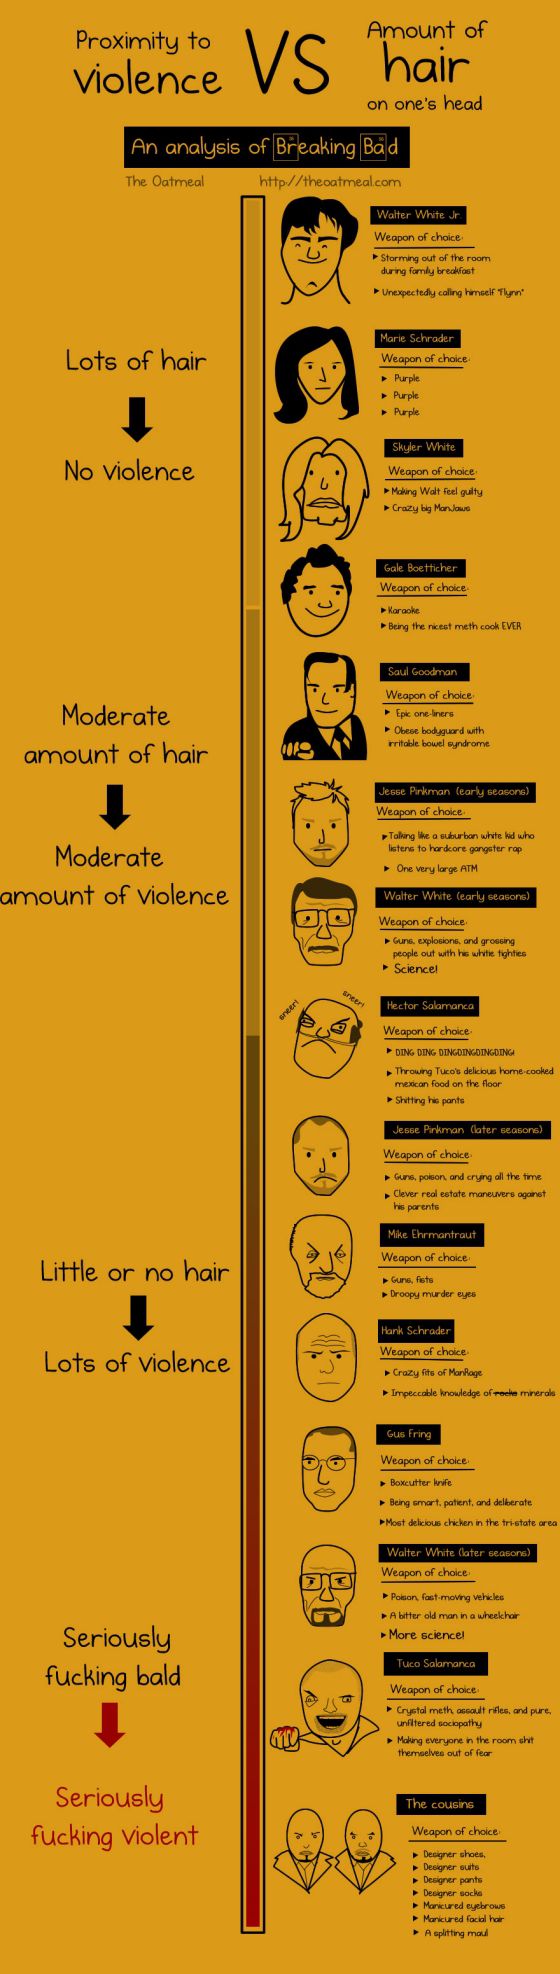 Proximity to
violence
VS
Amount of
hair
on one's head
An analysis of Breaking Bad
The Oatmeal
http://theoatmeal.com
Walter White Jr.
Weapon of choice:
Storming out of the room
during family breakfast
Unexpectedly calling himself "Flynn"
Lots of hair
No violence
Marie Schrader
Weapon of choice:
Purple
Purple
Purple
Skyler White
Weapon of choice:
Making Walt feel guilty
Crazy big ManJaws
Gale Boetticher
Weapon of choice:
Karaoke
Being the nicest meth cook EVER
Saul Goodman
Weapon of choice:
Epic one-liners
Obese bodyguard with
irritable bowel syndrome
Moderate
amount of hair
Moderate
amount of violence
Jesse Pinkman (early seasons)
Weapon of choice:
Talking like a suburban white kid who
listens to hardcore gangster rap
One very large ATM
Walter White (early seasons)
Weapon of choice:
Guns, explosions, and grossing
people out with his whitie tighties
Science!
sneer!
sneer!
Hector Salamanca
Weapon of choice:
DING DING DINGDINGDINGDING!
Throwing Tuco's delicious home-cooked
mexican food on the floor
Shitting his pants
Jesse Pinkman (later seasons)
Weapon of choice:
Guns, poison, and crying all the time
Clever real estate maneuvers against
his parents
Little or no hair
Lots of violence
Mike Ehrmantraut
Weapon of choice:
Guns, fists
Droopy murder eyes
Hank Schrader
Weapon of choice:
Crazy fits of ManRage
Impeccable knowledge of rocks minerals
Gus Fring
Weapon of choice:
Boxcutter knife
Being smart, patient, and deliberate
Most delicious chicken in the tri-state area
Walter White (later seasons)
Weapon of choice:
Poison, fast-moving vehicles
A bitter old man in a wheelchair
More science!
Seriously
fucking bald
Seriously
fucking violent
Tuco Salamanca
Weapon of choice:
Crystal meth, assault rifles, and pure,
unfiltered sociopathy
Making everyone in the room shit
themselves out of fear
The cousins
Weapon of choice:
Designer shoes,
Designer suits
Designer pants
Designer socks
Manicured eyebrows
Manicured facial hair
A splitting maul